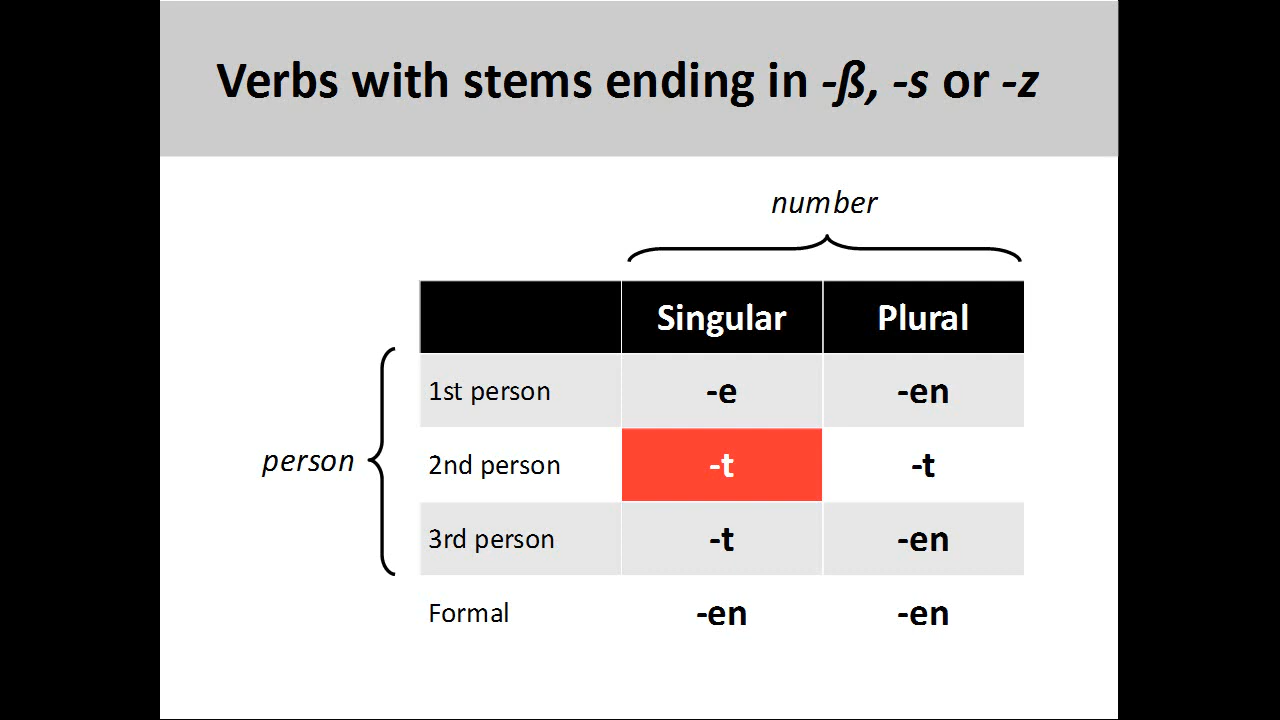 Verbs with stems ending in -ß, -s or -z
number
Singular Plural
1st person -e -en
person
2nd person -t -t
3rd person -t -en
Formal -en -en